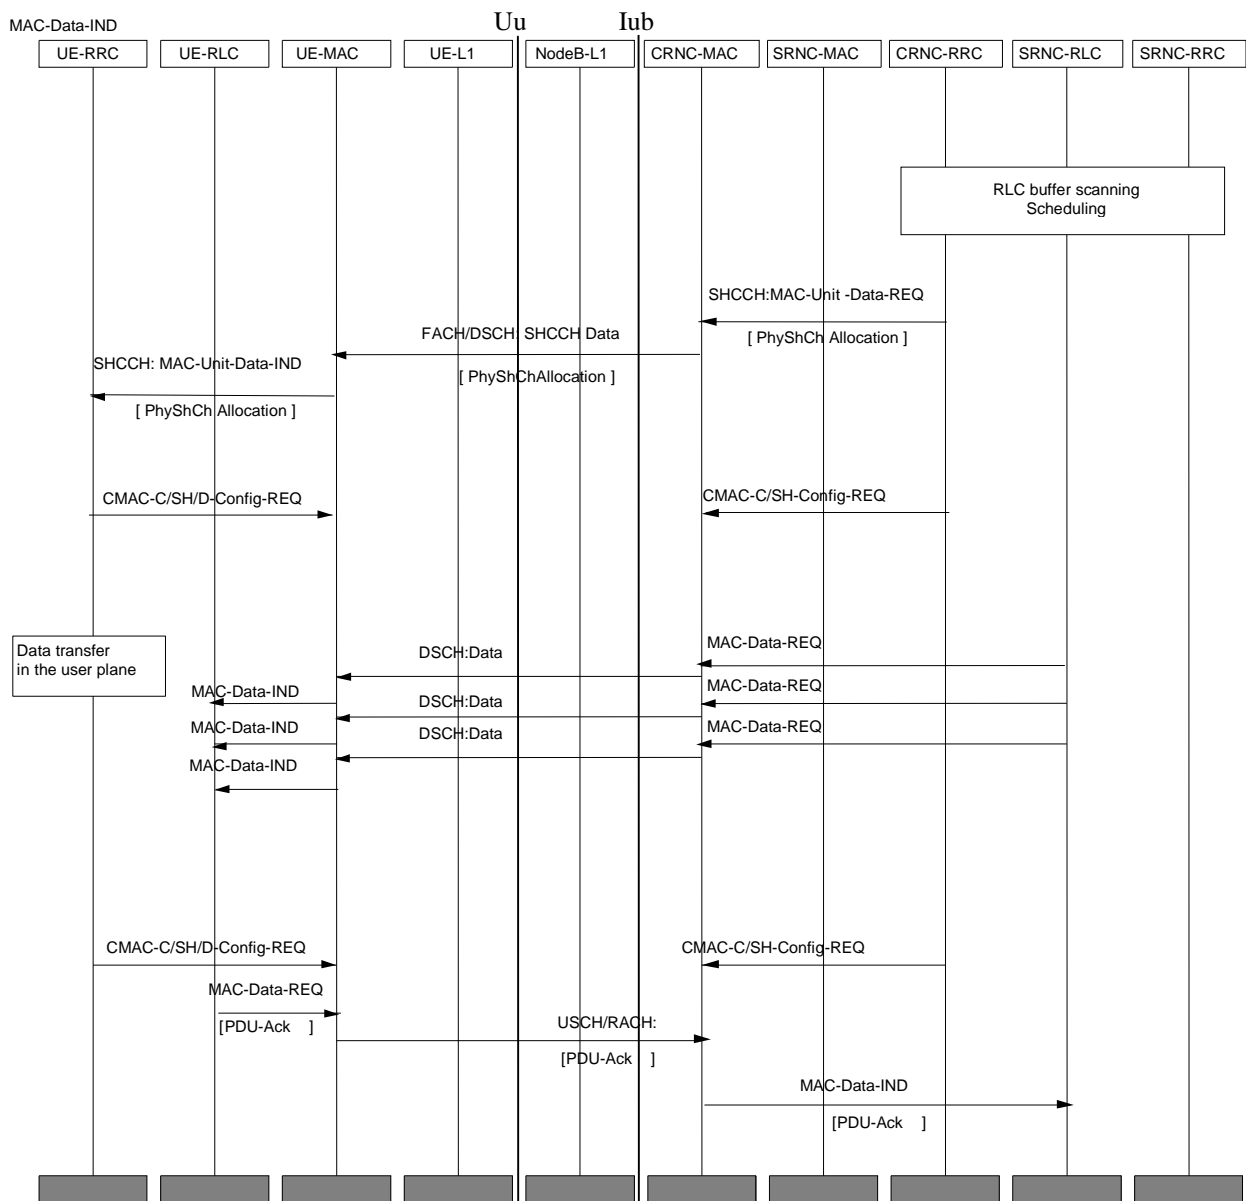 Uu Iub
MAC-Data-IND
UE-RRC UE-RLC UE-MAC UE-L1 NodeB-L1 CRNC-MAC SRNC-MAC CRNC-RRC SRNC-RLC SRNC-RRC
RLC buffer scanning
Scheduling
SHCCH:MAC-Unit -Data-REQ
FACH/DSCH: SHCCH Data
[ PhyShCh Allocation ]
SHCCH: MAC-Unit-Data-IND
[ PhyShChAllocation ]
[ PhyShCh Allocation ]
CMAC-C/SH/D-Config-REQ
CMAC-C/SH-Config-REQ
Data transfer
in the user plane
MAC-Data-REQ
DSCH:Data
MAC-Data-REQ
MAC-Data-IND
DSCH:Data
MAC-Data-REQ
MAC-Data-IND
DSCH:Data
MAC-Data-IND
CMAC-C/SH/D-Config-REQ
CMAC-C/SH-Config-REQ
MAC-Data-REQ
[PDU-Ack ]
USCH/RACH:
[PDU-Ack ]
MAC-Data-IND
[PDU-Ack ]